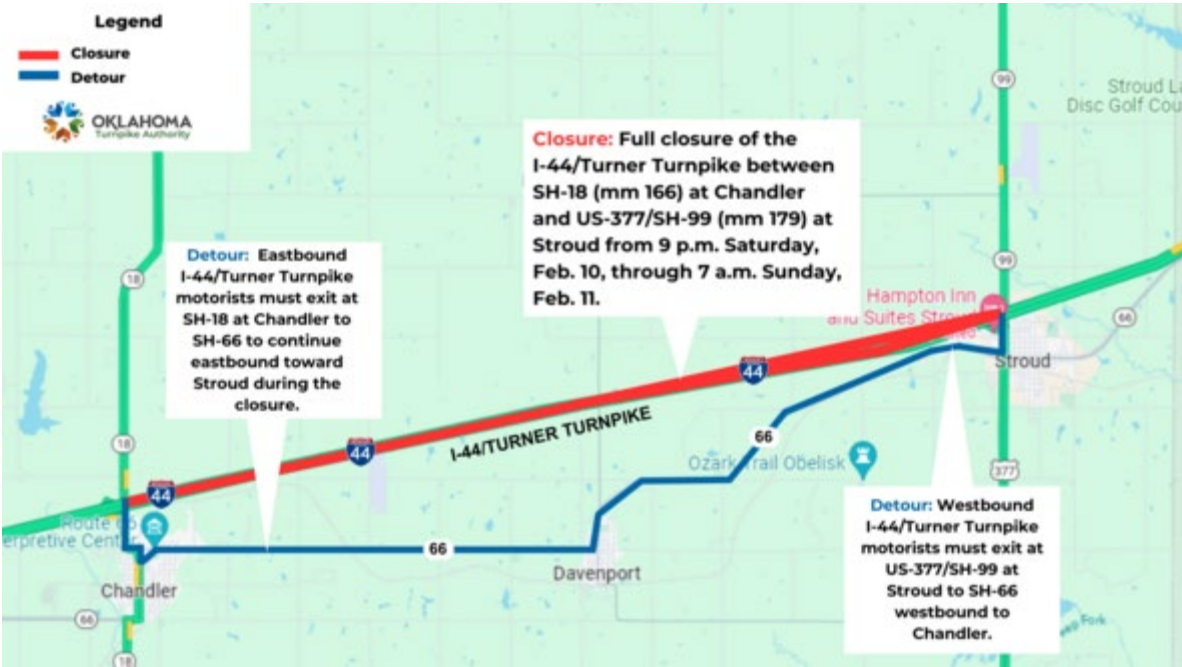 Legend
Closure
Detour
OKLAHOMA
Turnpike Authority
99
Stroud La
Disc Golf Cou
Closure: Full closure of the
I-44/Turner Turnpike between
SH-18 (mm 166) at Chandler
and US-377/SH-99 (mm 179) at
Stroud from 9 p.m. Saturday,
Feb. 10, through 7 a.m. Sunday,
Feb. 11.
Detour: Eastbound
I-44/Turner Turnpike
motorists must exit at
SH-18 at Chandler to
SH-66 to continue
eastbound toward
Stroud during the
closure.
18
99
Hampton Inn
and Suites Stroud
66
Stroud
44
I-44/TURNER TURNPIKE
66
18
44
Ozark Trail Obelisk
377
44
Route 66
erpretive Center
66
Davenport
Chandler
66
18
Detour: Westbound
I-44/Turner Turnpike
motorists must exit at
US-377/SH-99 at
Stroud to SH-66
westbound to
Chandler.